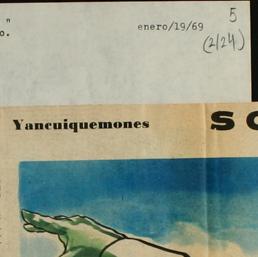 "
o.
enero/19/69
5
(2/24)
Yancuiquemones
SO